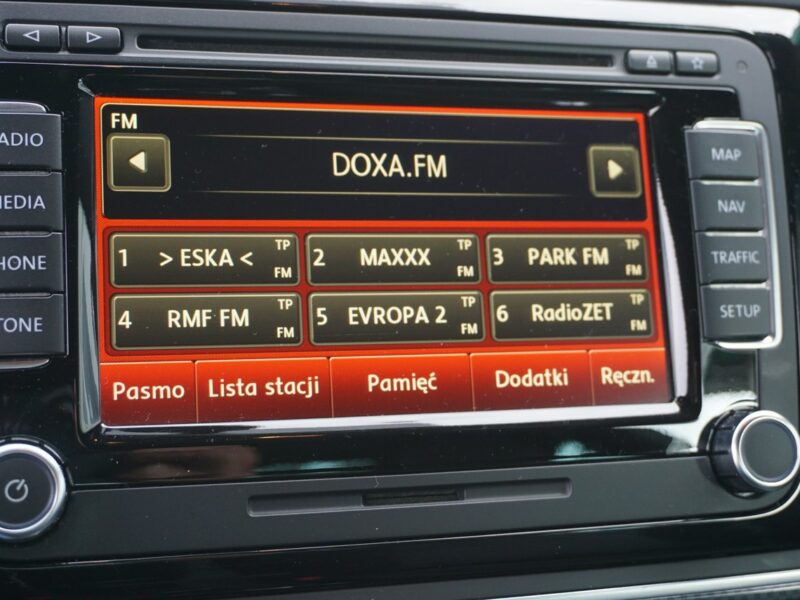 FM
DOXA.FM
1 > ESKA < TP FM
2 MAXXX TP FM
3 PARK FM TP FM
4 RMF FM TP FM
5 EVROPA 2 TP FM
6 RadioZET TP FM
Pasmo Lista stacji Pamięć Dodatki Ręczn.
ADIO
EDIA
HONE
TONE
MAP
NAV
TRAFFIC
SETUP